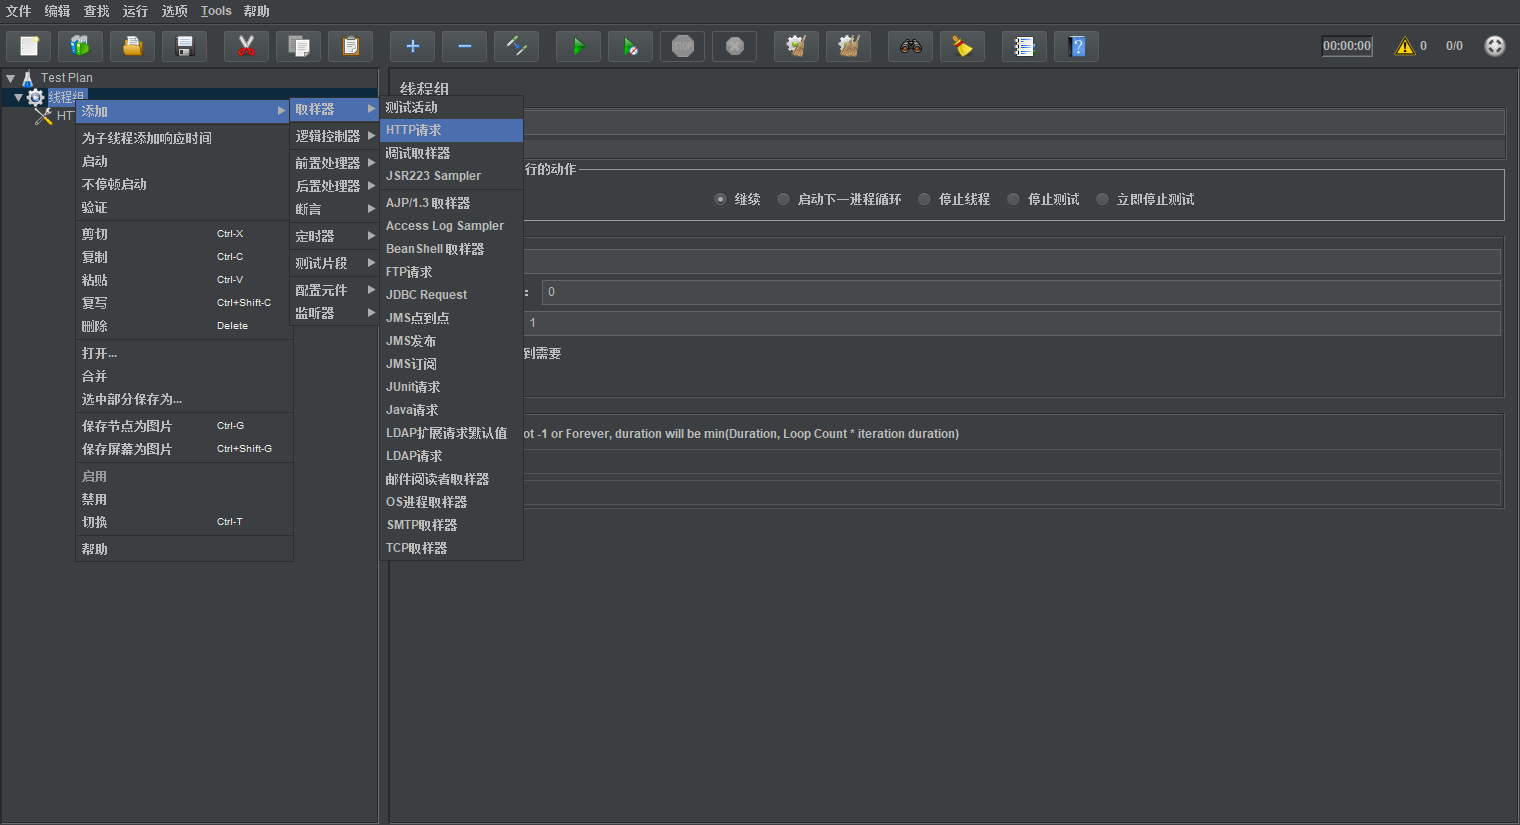 文件 编辑 查找 运行 选项 Tools 帮助
00:00:00 0 0/0
Test Plan
线程组
HT
添加
为子线程添加响应时间
启动
不停顿启动
验证
剪切 Ctrl-X
复制 Ctrl-C
粘贴 Ctrl-V
复写 Ctrl+Shift-C
删除 Delete
打开...
合并
选中部分保存为...
保存节点为图片 Ctrl-G
保存屏幕为图片 Ctrl+Shift-G
启用
禁用
切换 Ctrl-T
帮助
取样器
逻辑控制器
前置处理器
后置处理器
断言
定时器
测试片段
配置元件
监听器
测试活动
HTTP请求
调试取样器
JSR223 Sampler
AJP/1.3 取样器
Access Log Sampler
BeanShell 取样器
FTP请求
JDBC Request
JMS点到点
JMS发布
JMS订阅
JUnit请求
Java请求
LDAP扩展请求默认值
LDAP请求
邮件阅读者取样器
OS进程取样器
SMTP取样器
TCP取样器
线程组
行的动作
继续 启动下一进程循环 停止线程 停止测试 立即停止测试
: 0
1
到需要
ot -1 or Forever, duration will be min(Duration, Loop Count * iteration duration)